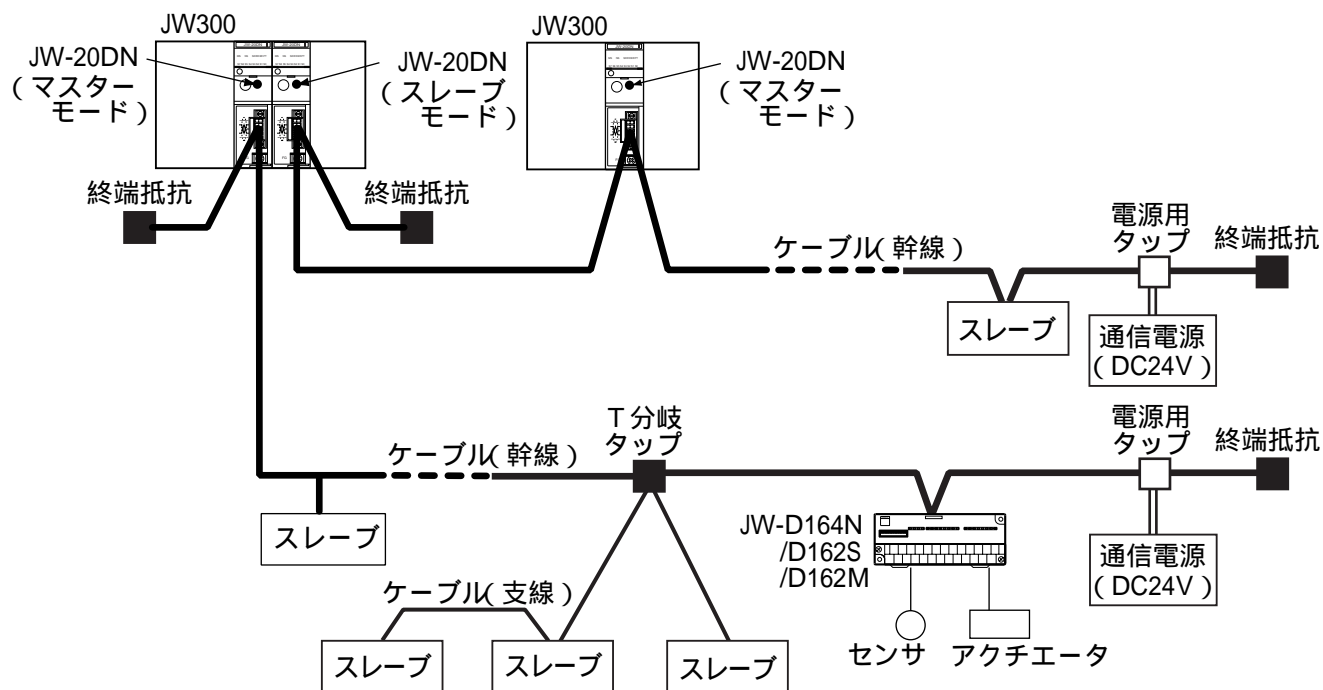 JW300
JW-20DN
(マスター
モード)
JW-20DN
(スレーブ
モード)
JW300
JW-20DN
(マスター
モード)
終端抵抗
終端抵抗
ケーブル(幹線)
電源用
タップ
終端抵抗
スレーブ
通信電源
(DC24V)
T分岐
タップ
ケーブル(幹線)
電源用
タップ
終端抵抗
スレーブ
JW-D164N
/D162S
/D162M
通信電源
(DC24V)
ケーブル(支線)
センサ
アクチエータ
スレーブ
スレーブ
スレーブ